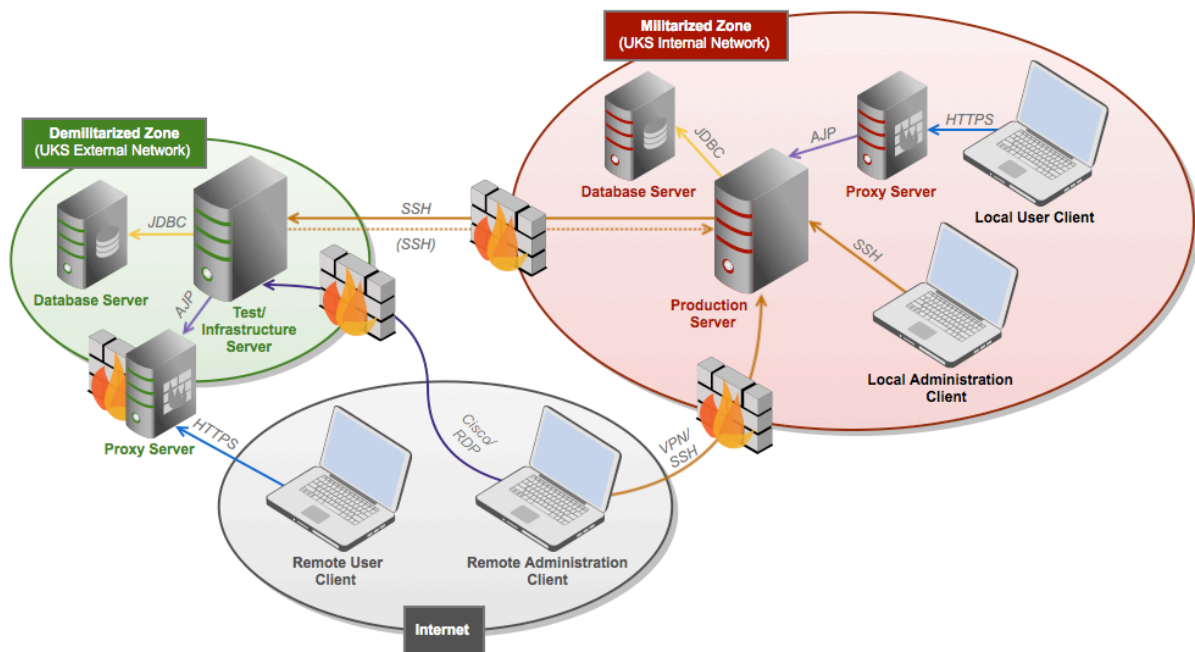 Militarized Zone
(UKS Internal Network)
Demilitarized Zone
(UKS External Network)
JDBC
AJP
HTTPS
Database Server
Proxy Server
Local User Client
SSH
(SSH)
JDBC
SSH
Database Server
AJP
Test/
Infrastructure
Server
Production
Server
Local Administration
Client
Proxy Server
HTTPS
Cisco/
RDP
VPN/
SSH
Remote User
Client
Remote Administration
Client
Internet